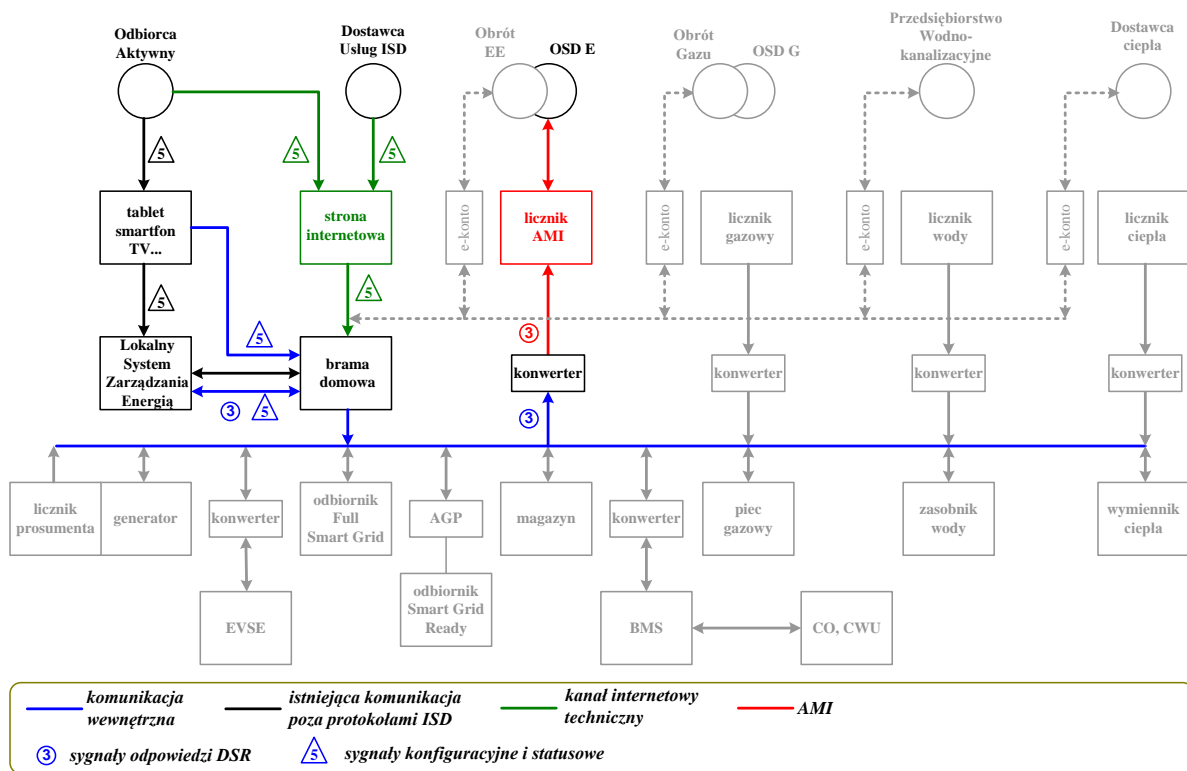 Odbiorca
Aktywny
Dostawca
Usług ISD
Obrót
EE
OSD E
Obrót
Gazu
OSD G
Przedsiębiorstwo
Wodno-
kanalizacyjne
Dostawca
ciepła
5
5
5
tablet
smartfon
TV...
strona
internetowa
e-konto
licznik
AMI
e-konto
licznik
gazowy
e-konto
licznik
wody
e-konto
licznik
ciepła
5
5
5
3
Lokalny
System
Zarządzania
Energią
brama
domowa
konwerter
konwerter
konwerter
konwerter
3
5
3
licznik
prosumenta
generator
konwerter
odbiornik
Full
Smart Grid
AGP
magazyn
konwerter
piec
gazowy
zasobnik
wody
wymiennik
ciepła
EVSE
odbiornik
Smart Grid
Ready
BMS
CO, CWU
komunikacja
wewnętrzna
istniejąca komunikacja
poza protokołami ISD
kanał internetowy
techniczny
AMI
3 sygnały odpowiedzi DSR
5 sygnały konfiguracyjne i statusowe